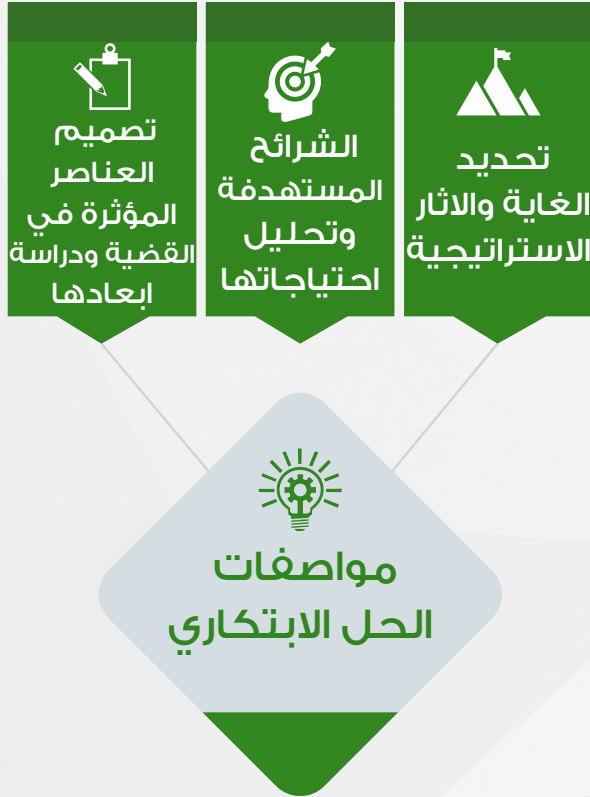 تحديد
الغاية والاثار
الاستراتيجية
الشرائح
المستهدفة
وتحليل
احتياجاتها
تصميم
العناصر
المؤثرة في
القضية ودراسة
ابعادها
مواصفات
الحل الابتكاري